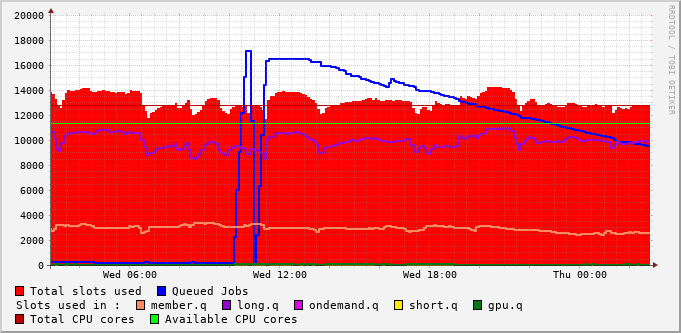 20000
18000
16000
14000
12000
10000
8000
6000
4000
2000
0
Wed 06:00 Wed 12:00 Wed 18:00 Thu 00:00
RRDTOOL / TOBI OETIKER
Total slots used Queued Jobs
Slots used in : member.q long.q ondemand.q short.q gpu.q
Total CPU cores Available CPU cores